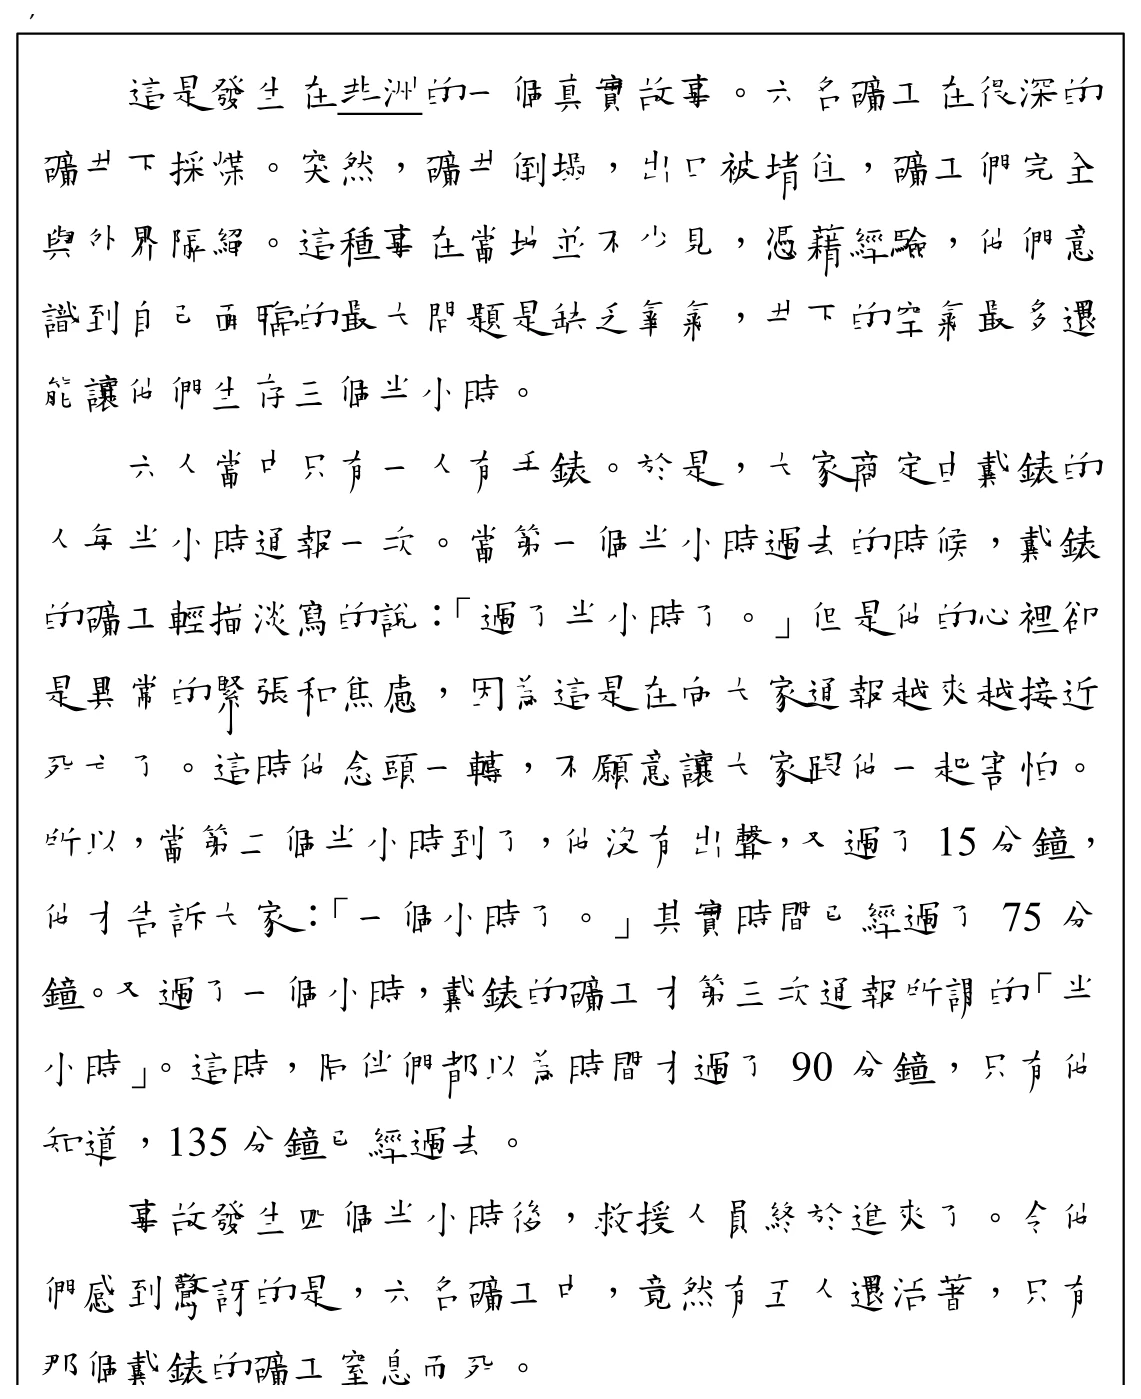 這是發生在非洲的一個真實故事。六名礦工在很深的
礦井下採煤。突然，礦井倒塌，出口被堵住，礦工們完全
與外界隔絕。這種事在當地並不少見，憑藉經驗，他們意
識到自己面臨的最大問題是缺乏氧氣，井下的空氣最多還
能讓他們生存三個半小時。
六人當中只有一人有手錶。於是，大家商定由戴錶的
人每半小時通報一次。當第一個半小時過去的時候，戴錶
的礦工輕描淡寫的說：「過了半小時了。」但是他的心裡卻
是異常的緊張和焦慮，因為這是在向大家通報越來越接近
死亡了。這時他念頭一轉，不願意讓大家跟他一起害怕。
所以，當第二個半小時到了，他沒有出聲，又過了 15 分鐘，
他才告訴大家：「一個小時了。」其實時間已經過了 75 分
鐘。又過了一個小時，戴錶的礦工才第三次通報所謂的「半
小時」。這時，同伴們都以為時間才過了 90 分鐘，只有他
知道，135 分鐘已經過去。
事故發生四個半小時後，救援人員終於進來了。令他
們感到驚訝的是，六名礦工中，竟然有五人還活著，只有
那個戴錶的礦工窒息而死。